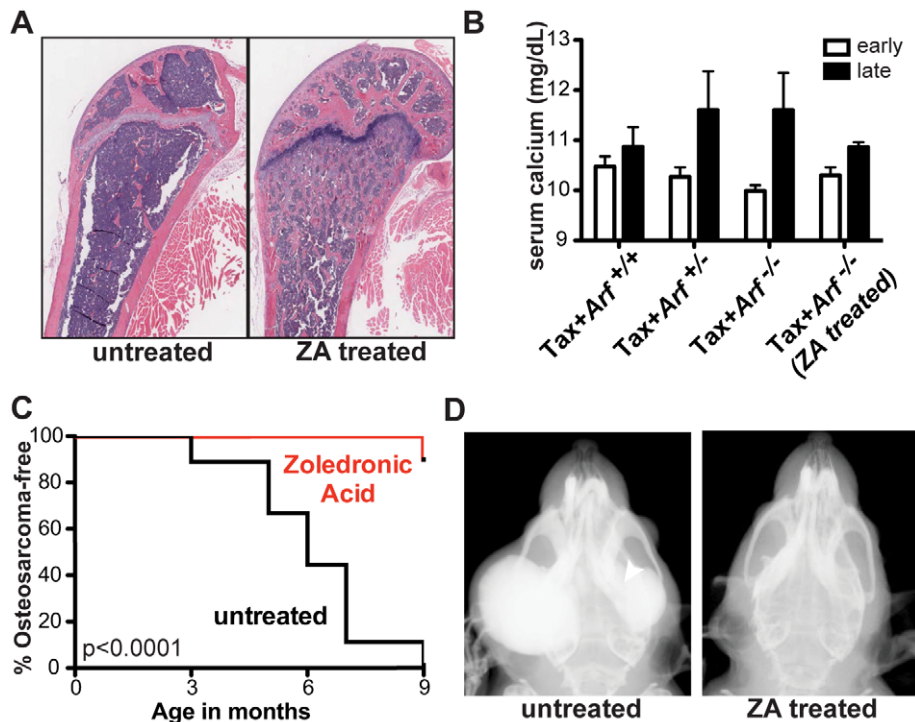 A
untreated
ZA treated
B
serum calcium (mg/dL)
13
12
11
10
9
early
late
Tax+Arf +/+
Tax+Arf +/-
Tax+Arf -/-
Tax+Arf -/-
(ZA treated)
C
% Osteosarcoma-free
100
80
60
40
20
0
Zoledronic
Acid
untreated
p<0.0001
0
3
6
9
Age in months
D
untreated
ZA treated